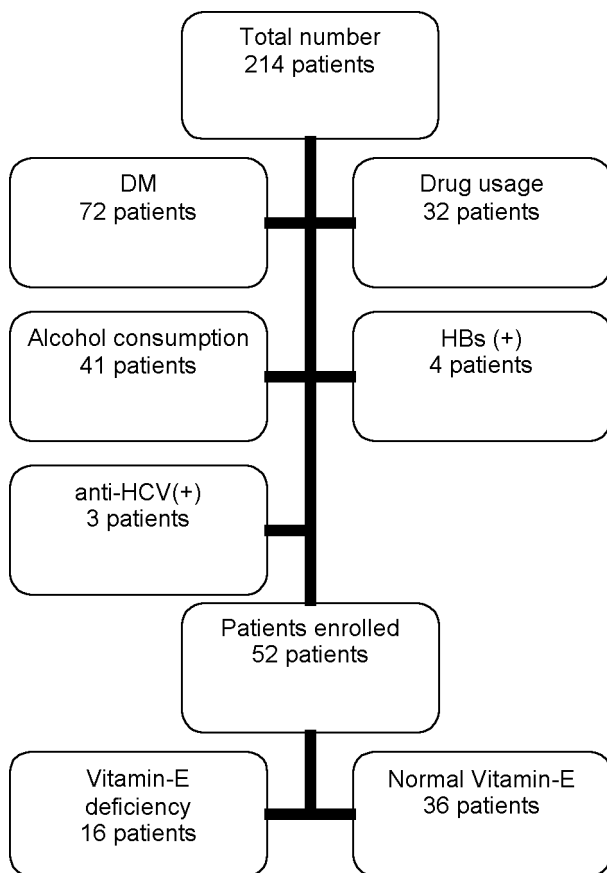 Total number
214 patients
DM
72 patients
Drug usage
32 patients
Alcohol consumption
41 patients
HBs (+)
4 patients
anti-HCV(+)
3 patients
Patients enrolled
52 patients
Vitamin-E
deficiency
16 patients
Normal Vitamin-E
36 patients